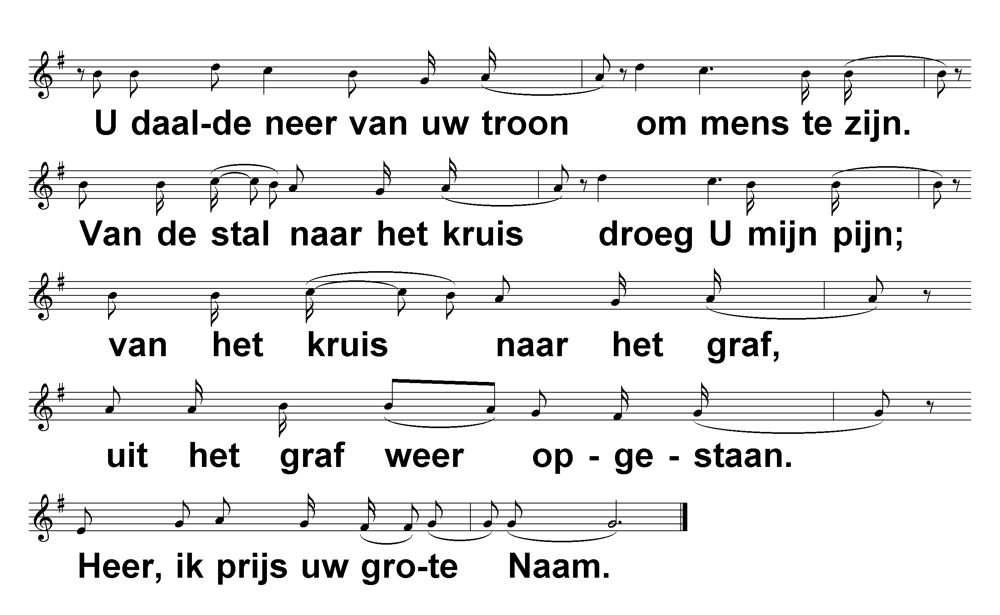 U daal-de neer van uw troon om mens te zijn.
Van de stal naar het kruis droeg U mijn pijn;
van het kruis naar het graf,
uit het graf weer op - ge - staan.
Heer, ik prijs uw gro-te Naam.